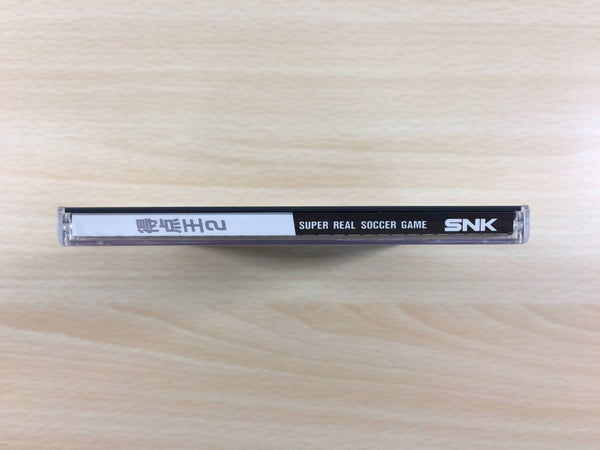 得点王2
SUPER REAL SOCCER GAME
SNK